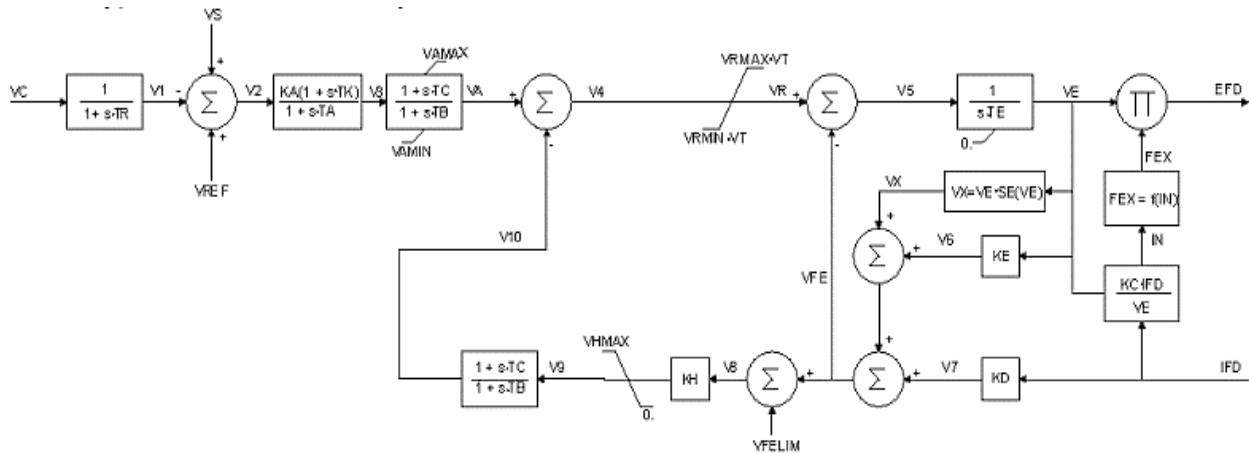 VS
VAMAX
VRMAX·VT
VC
1
1 + s·TR
V1
-
+
Σ
+
V2
KA(1 + s·TK)
1 + s·TA
V3
1 + s·TC
1 + s·TB
VA
+
Σ
-
V4
VR
+
Σ
-
V5
1
s·TE
0.
VE
∏
EFD
VREF
VAMIN
VRMIN·VT
FEX
VX
VX=VE·SE(VE)
FEX = f(IN)
+
Σ
+
V6
KE
IN
V10
VFE
KC·IFD
VE
VHMAX
1 + s·TC
1 + s·TB
V9
0.
KH
V8
Σ
+
+
Σ
+
+
V7
KD
IFD
VFELIM